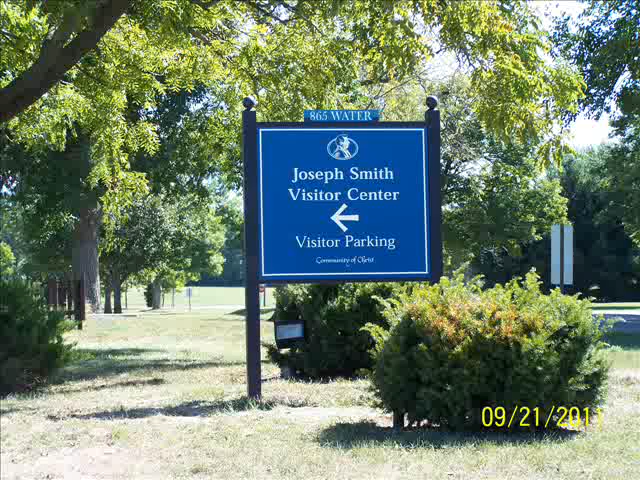 865 WATER
Joseph Smith
Visitor Center
Visitor Parking
Community of Christ
09/21/2011